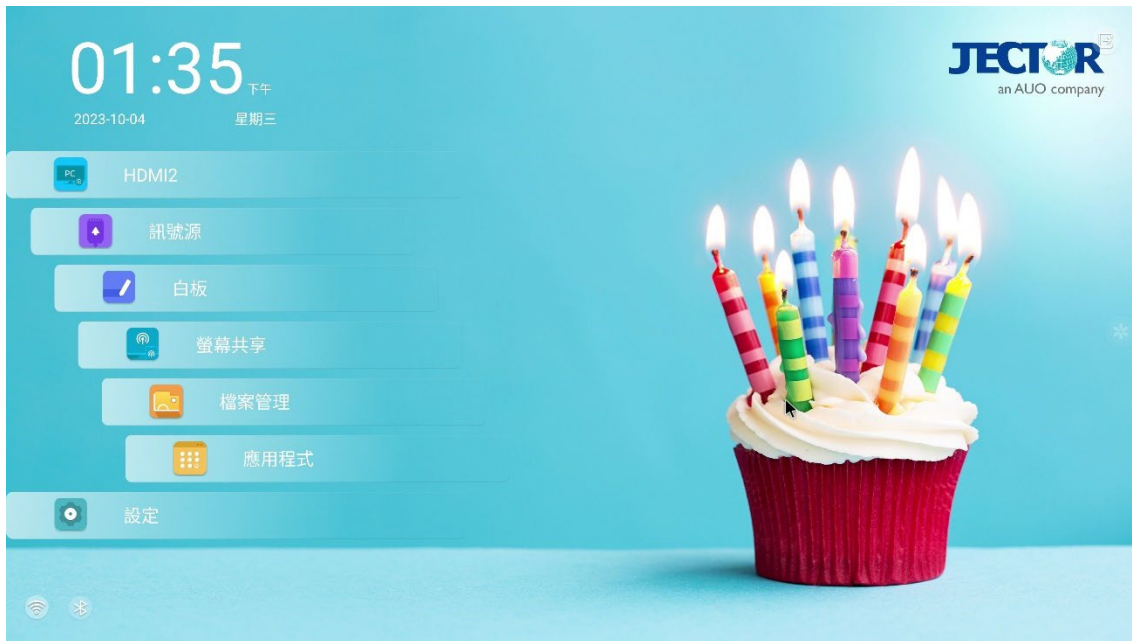 01:35 下午
2023-10-04 星期三
JECTOR
an AUO company
PC
HDMI2
訊號源
白板
螢幕共享
檔案管理
應用程式
設定